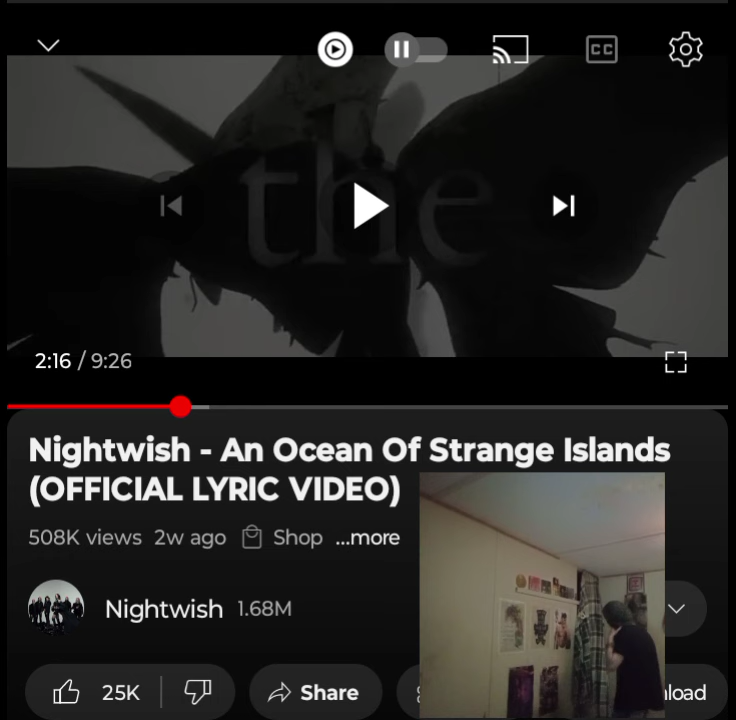 CC
the
2:16 / 9:26
Nightwish - An Ocean Of Strange Islands
(OFFICIAL LYRIC VIDEO)
508K views 2w ago Shop ...more
Nightwish 1.68M
25K Share nload